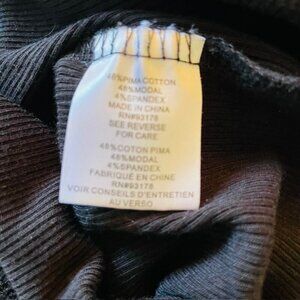 48%PIMA COTTON
48%MODAL
4%SPANDEX
MADE IN CHINA
RN#93178
SEE REVERSE
FOR CARE
48%COTON PIMA
48%MODAL
4%SPANDEX
FABRIQUÉ EN CHINE
RN#93178
VOIR CONSEILS D'ENTRETIEN
AU VERSO